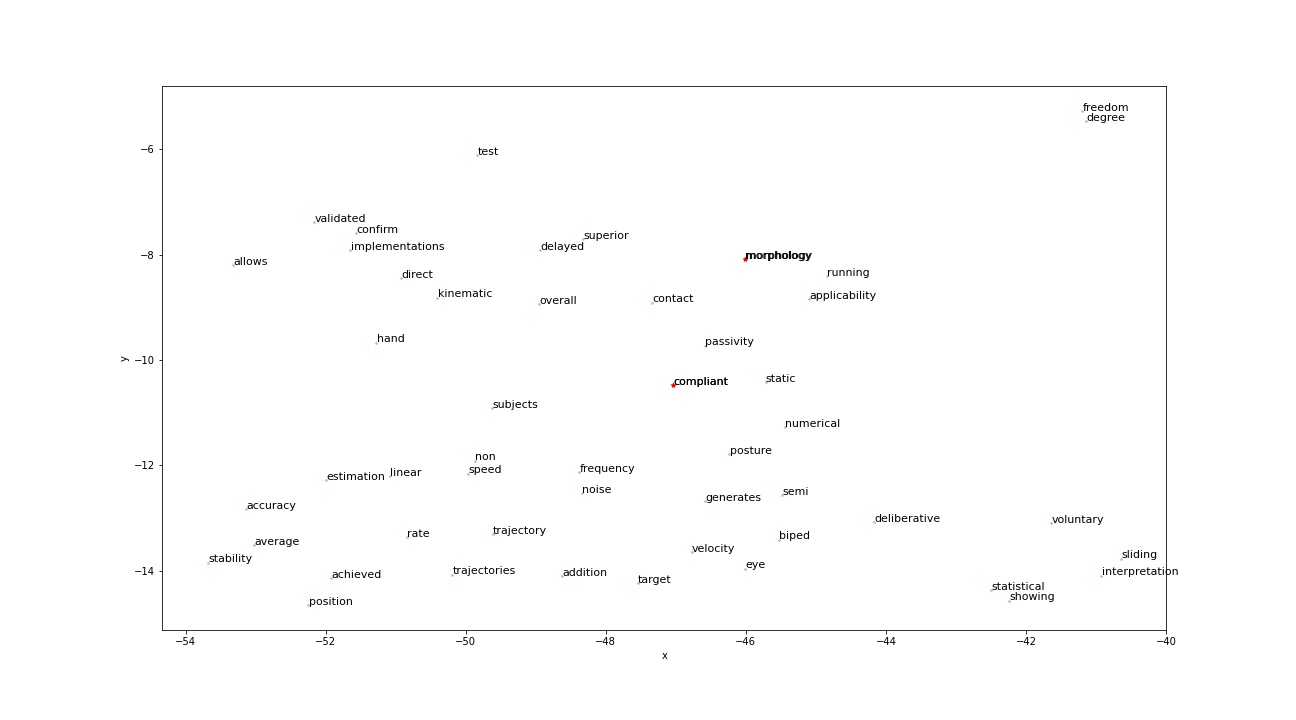 freedom
degree
−6
test
validated
confirm
superior
implementations
delayed
−8
morphology
allows
running
direct
kinematic
applicability
contact
overall
hand
passivity
y
−10
static
compliant
subjects
numerical
posture
non
−12
frequency
speed
linear
estimation
noise
semi
generates
accuracy
deliberative
voluntary
trajectory
rate
biped
average
velocity
sliding
stability
eye
−14
trajectories
interpretation
addition
achieved
target
statistical
showing
position
−54
−52
−50
−48
−46
−44
−42
−40
x